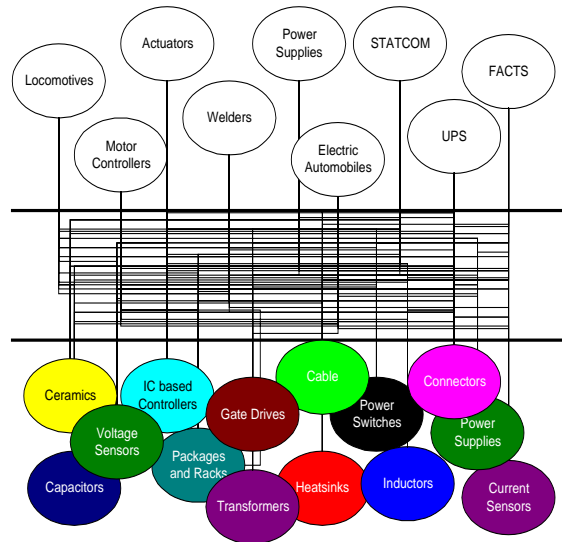 Actuators
Power
Supplies
STATCOM
FACTS
Locomotives
Welders
Motor
Controllers
Electric
Automobiles
UPS
Ceramics
IC based
Controllers
Cable
Connectors
Gate Drives
Power
Switches
Voltage
Sensors
Power
Supplies
Packages
and Racks
Capacitors
Heatsinks
Inductors
Transformers
Current
Sensors